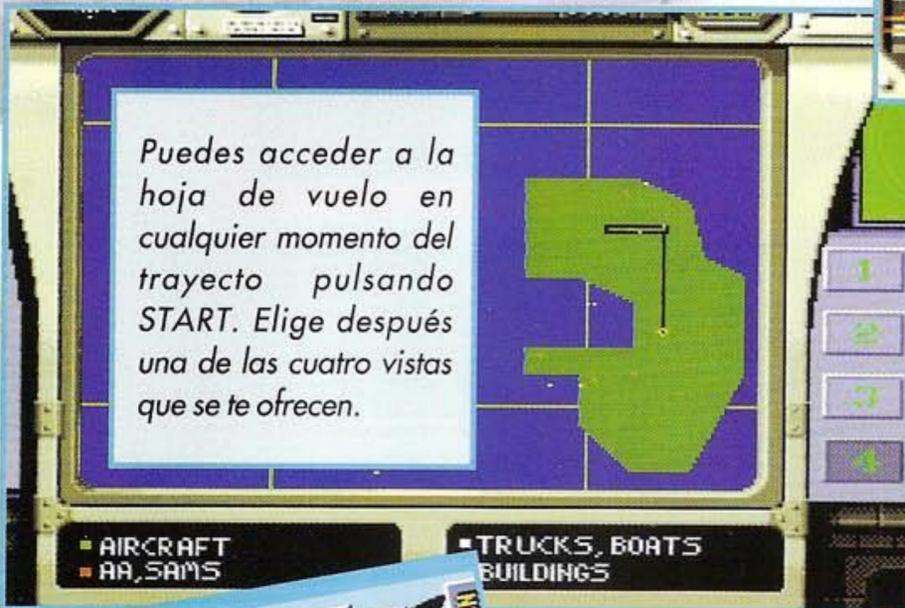 Puedes acceder a la
hoja de vuelo en
cualquier momento del
trayecto pulsando
START. Elige después
una de las cuatro vistas
que se te ofrecen.
1
2
3
4
AIRCRAFT
AA,SAMS
TRUCKS, BOATS
BUILDINGS